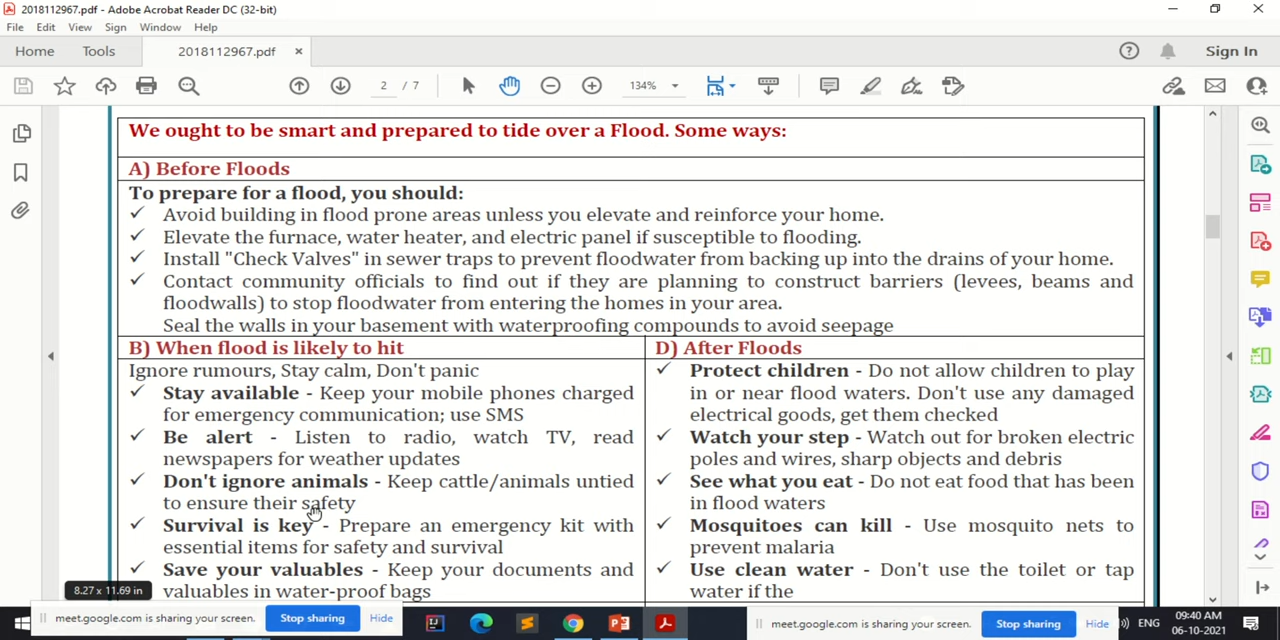 2018112967.pdf - Adobe Acrobat Reader DC (32-bit)
File Edit View Sign Window Help
Home Tools 2018112967.pdf × Sign In
2 / 7 134%
We ought to be smart and prepared to tide over a Flood. Some ways:
A) Before Floods
To prepare for a flood, you should:
✓ Avoid building in flood prone areas unless you elevate and reinforce your home.
✓ Elevate the furnace, water heater, and electric panel if susceptible to flooding.
✓ Install "Check Valves" in sewer traps to prevent floodwater from backing up into the drains of your home.
✓ Contact community officials to find out if they are planning to construct barriers (levees, beams and
floodwalls) to stop floodwater from entering the homes in your area.
Seal the walls in your basement with waterproofing compounds to avoid seepage
B) When flood is likely to hit
Ignore rumours, Stay calm, Don't panic
✓ Stay available - Keep your mobile phones charged
for emergency communication; use SMS
✓ Be alert - Listen to radio, watch TV, read
newspapers for weather updates
✓ Don't ignore animals - Keep cattle/animals untied
to ensure their safety
✓ Survival is key - Prepare an emergency kit with
essential items for safety and survival
✓ Save your valuables - Keep your documents and
valuables in water-proof bags
D) After Floods
✓ Protect children - Do not allow children to play
in or near flood waters. Don't use any damaged
electrical goods, get them checked
✓ Watch your step - Watch out for broken electric
poles and wires, sharp objects and debris
✓ See what you eat - Do not eat food that has been
in flood waters
✓ Mosquitoes can kill - Use mosquito nets to
prevent malaria
✓ Use clean water - Don't use the toilet or tap
water if the
8.27 x 11.69 in
meet.google.com is sharing your screen. Stop sharing Hide
meet.google.com is sharing your screen. Stop sharing Hide
ENG
09:40 AM
06-10-2021